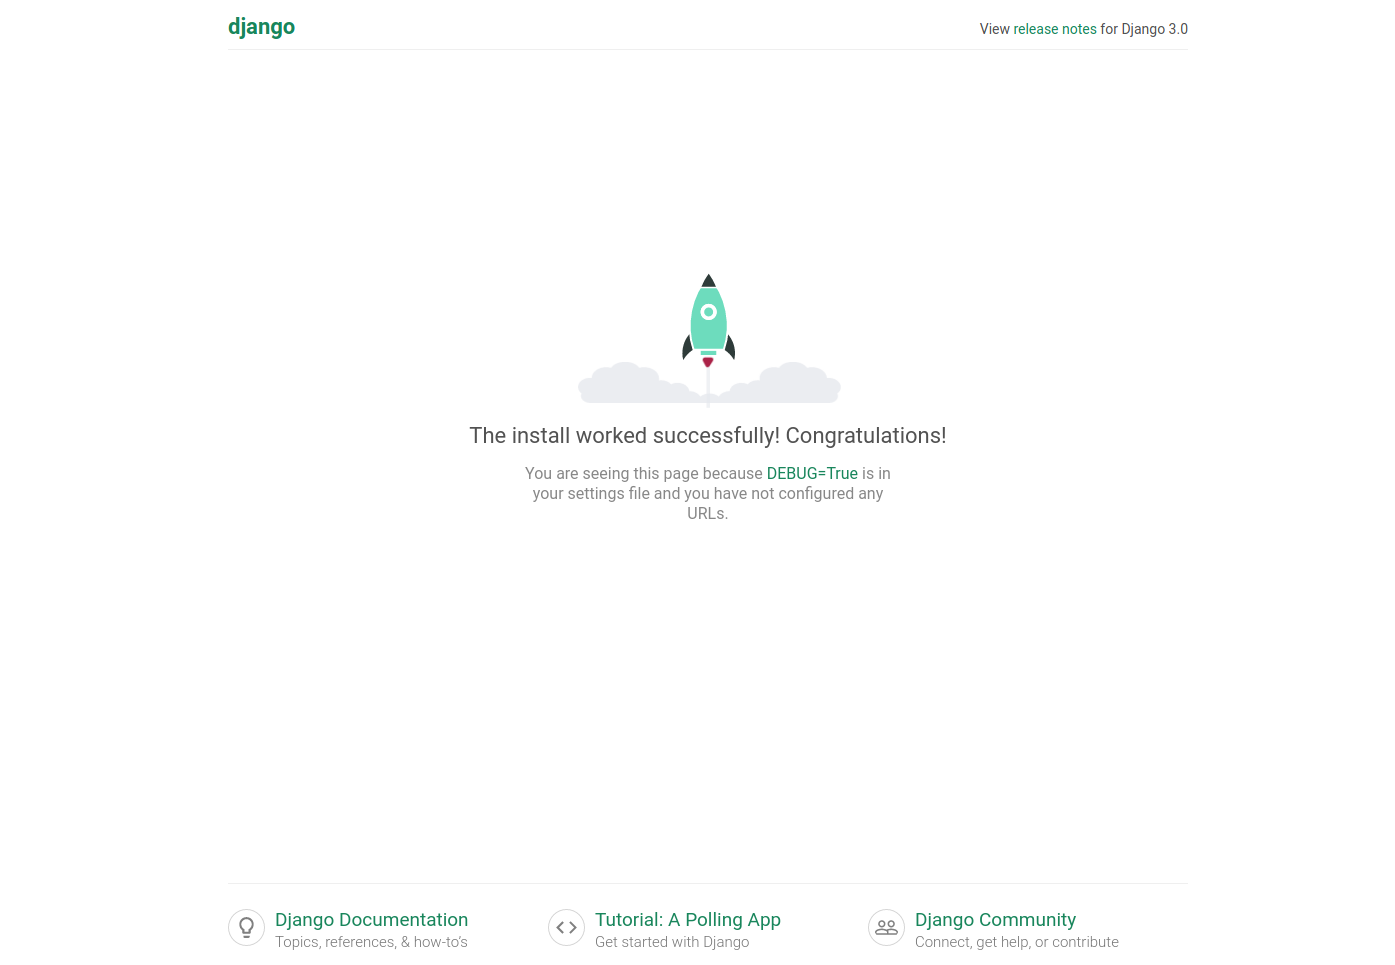 django
View release notes for Django 3.0
The install worked successfully! Congratulations!
You are seeing this page because DEBUG=True is in
your settings file and you have not configured any
URLs.
Django Documentation
Topics, references, & how-to's
Tutorial: A Polling App
Get started with Django
Django Community
Connect, get help, or contribute